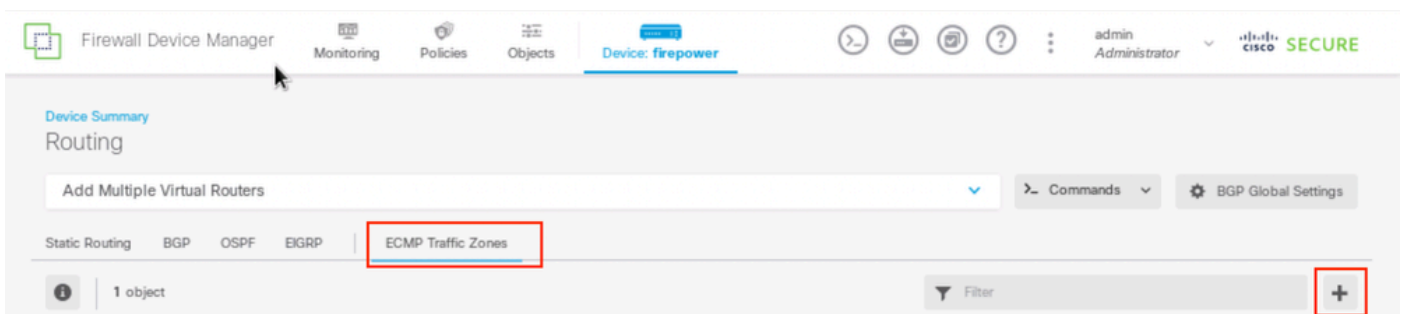 Firewall Device Manager
Monitoring
Policies
Objects
Device: firepower
admin
Administrator
CISCO SECURE
Device Summary
Routing
Add Multiple Virtual Routers
>_ Commands
BGP Global Settings
Static Routing BGP OSPF EIGRP ECMP Traffic Zones
1 object
Filter